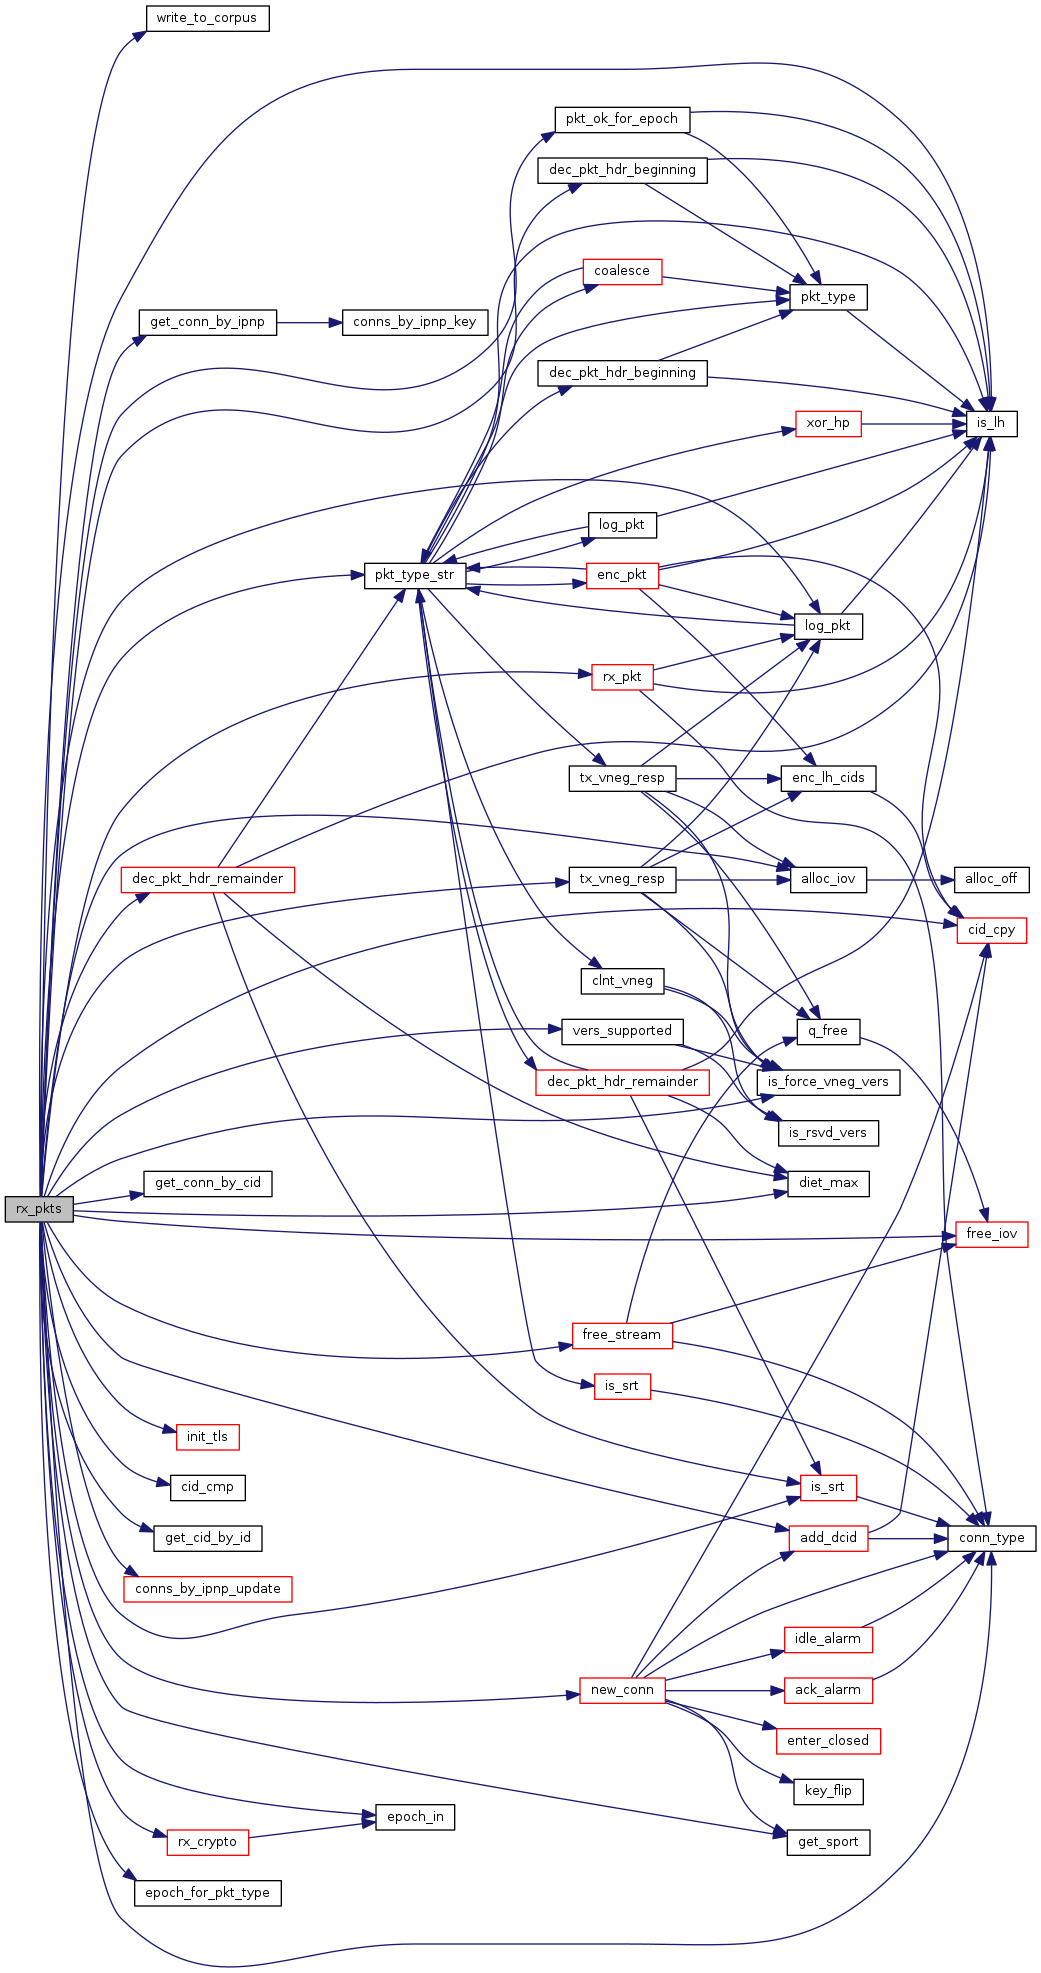 write_to_corpus
pkt_ok_for_epoch
dec_pkt_hdr_beginning
coalesce
pkt_type
get_conn_by_ipnp
conns_by_ipnp_key
dec_pkt_hdr_beginning
xor_hp
is_lh
log_pkt
pkt_type_str
enc_pkt
log_pkt
rx_pkt
tx_vneg_resp
enc_lh_cids
dec_pkt_hdr_remainder
tx_vneg_resp
alloc_iov
alloc_off
cid_cpy
clnt_vneg
vers_supported
q_free
dec_pkt_hdr_remainder
is_force_vneg_vers
is_rsvd_vers
get_conn_by_cid
diet_max
rx_pkts
free_iov
free_stream
is_srt
init_tls
cid_cmp
is_srt
get_cid_by_id
add_dcid
conn_type
conns_by_ipnp_update
idle_alarm
new_conn
ack_alarm
enter_closed
key_flip
epoch_in
rx_crypto
get_sport
epoch_for_pkt_type